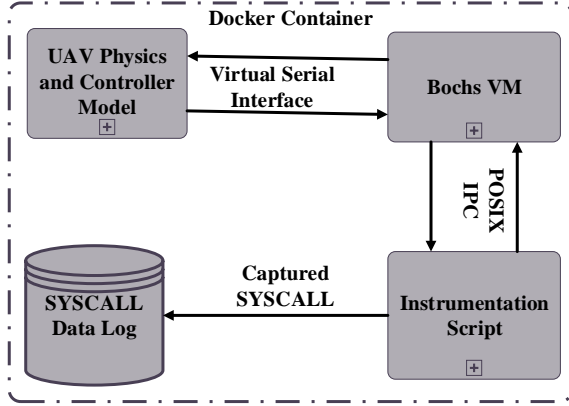 Docker Container
UAV Physics
and Controller
Model
Virtual Serial
Interface
Bochs VM
POSIX
IPC
Captured
SYSCALL
SYSCALL
Data Log
Instrumentation
Script